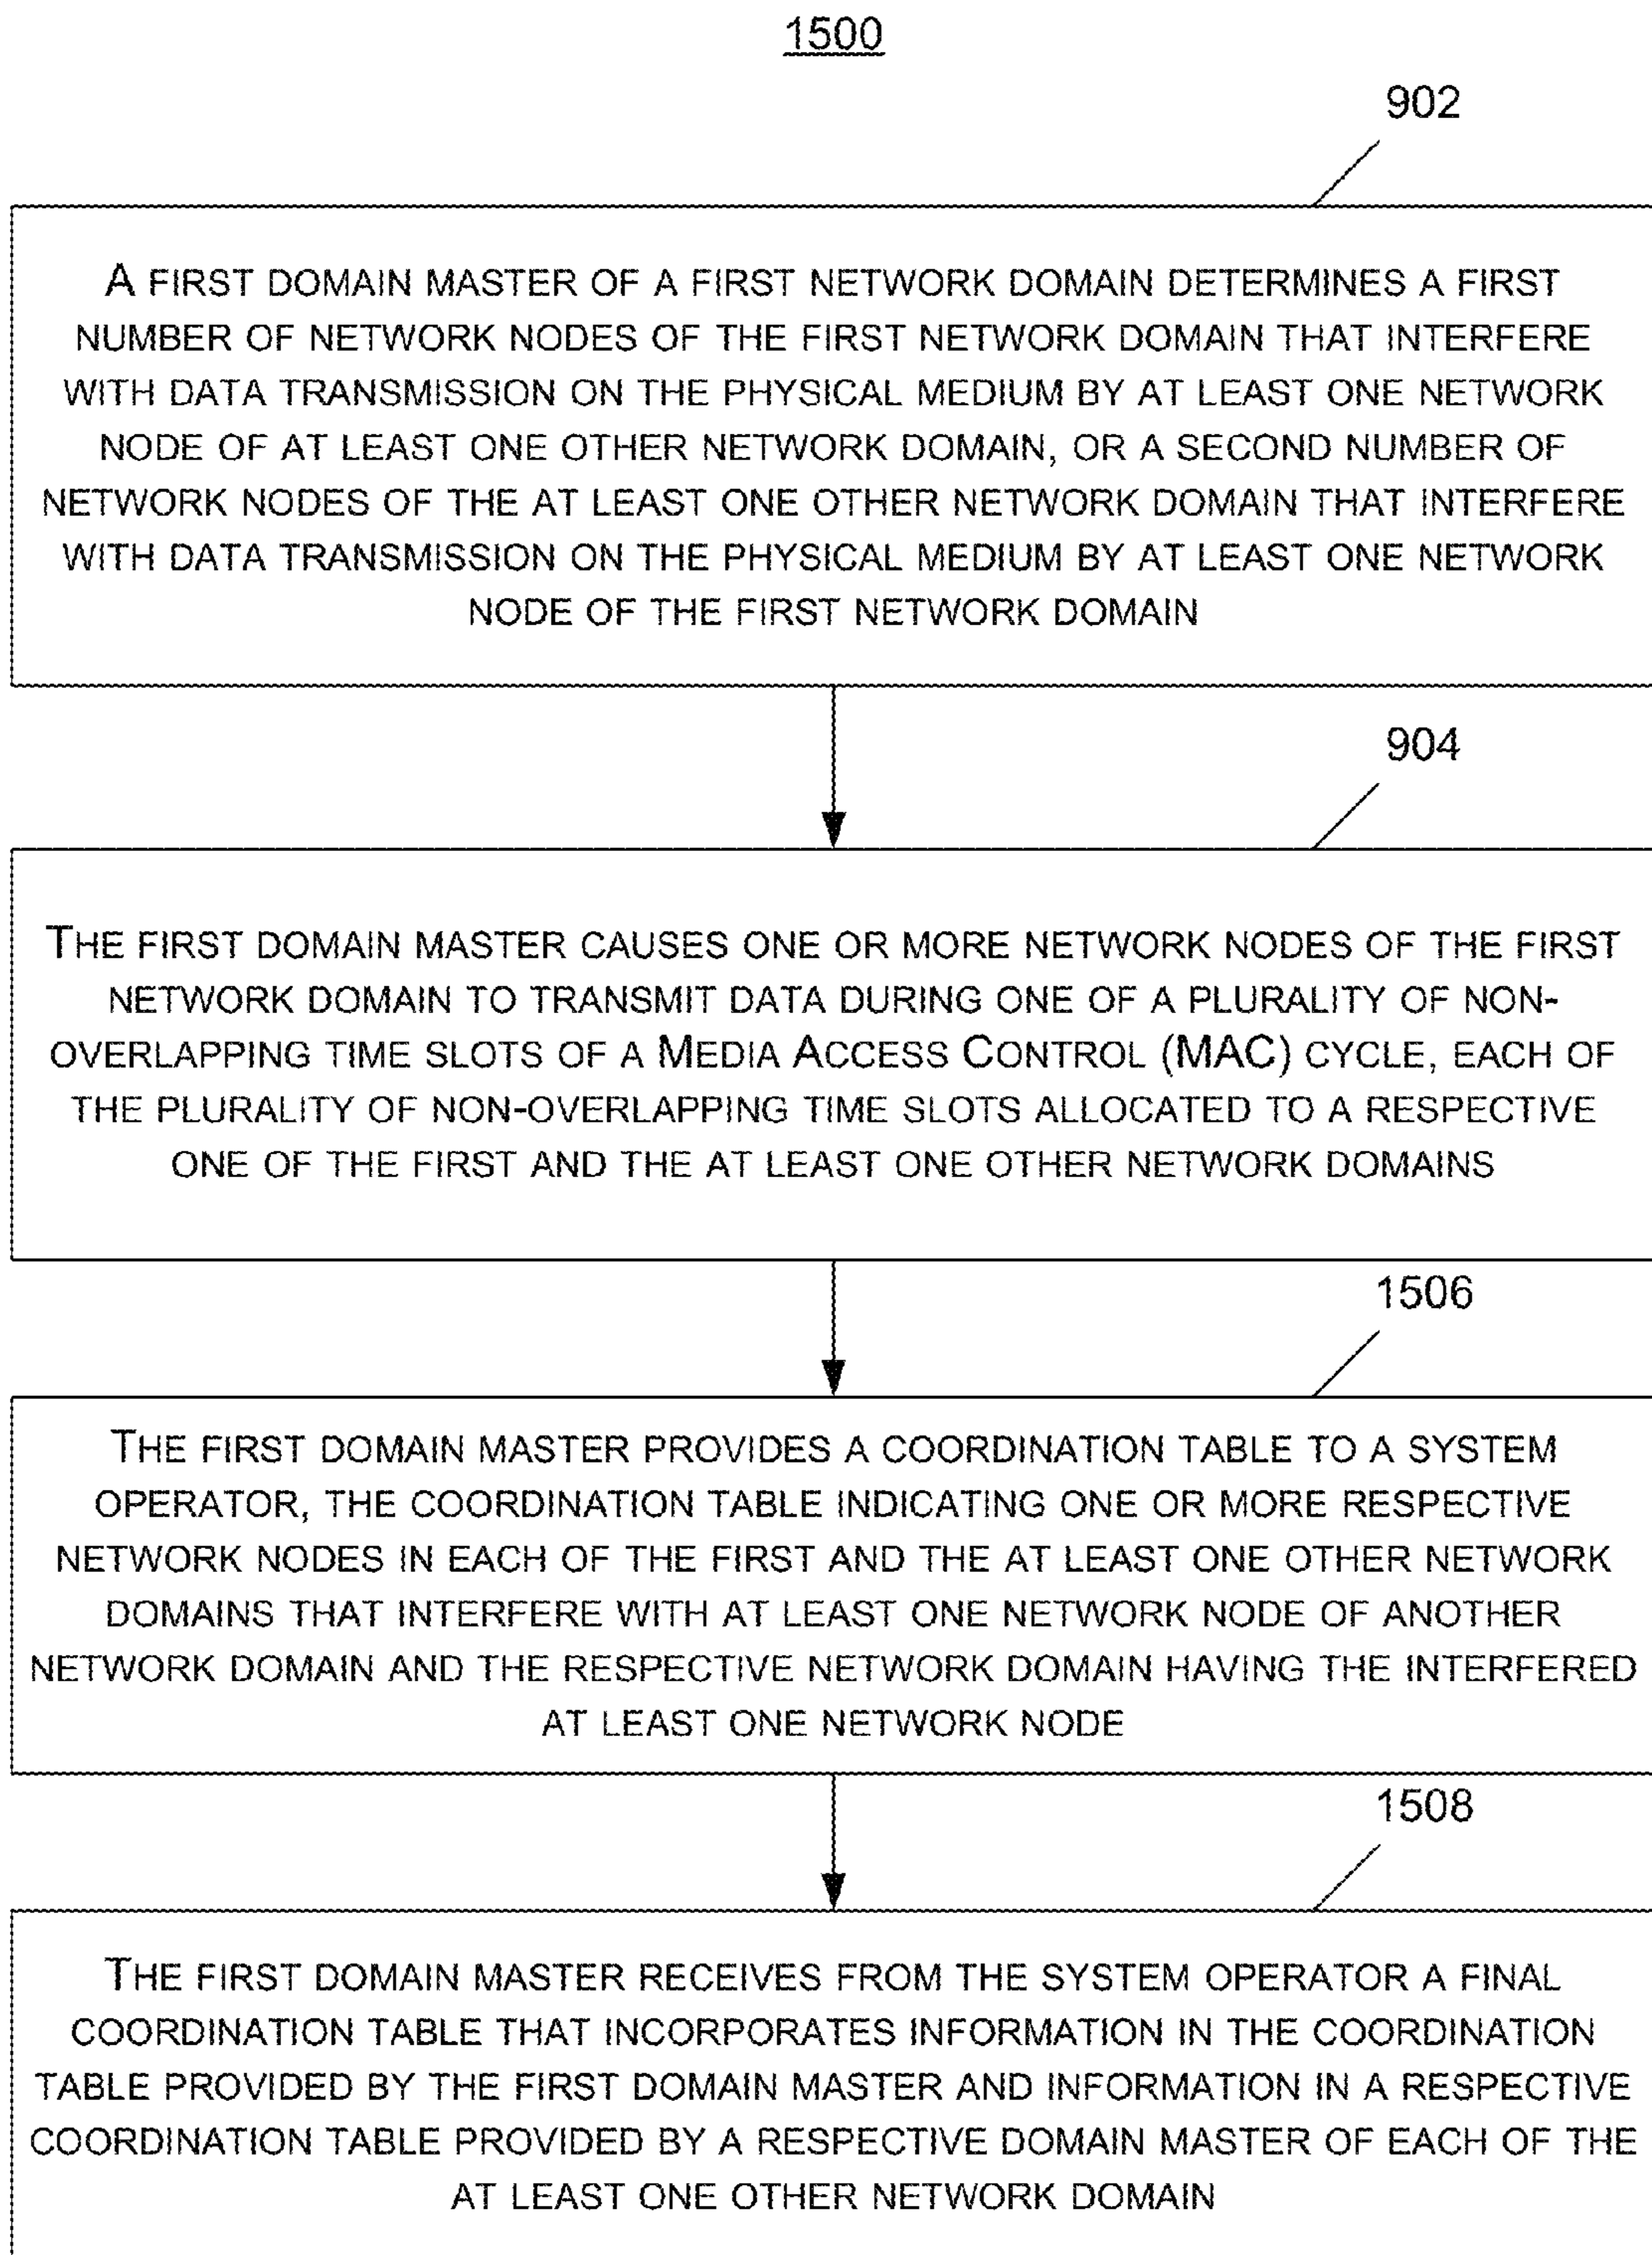 1500
902
A FIRST DOMAIN MASTER OF A FIRST NETWORK DOMAIN DETERMINES A FIRST
NUMBER OF NETWORK NODES OF THE FIRST NETWORK DOMAIN THAT INTERFERE
WITH DATA TRANSMISSION ON THE PHYSICAL MEDIUM BY AT LEAST ONE NETWORK
NODE OF AT LEAST ONE OTHER NETWORK DOMAIN, OR A SECOND NUMBER OF
NETWORK NODES OF THE AT LEAST ONE OTHER NETWORK DOMAIN THAT INTERFERE
WITH DATA TRANSMISSION ON THE PHYSICAL MEDIUM BY AT LEAST ONE NETWORK
NODE OF THE FIRST NETWORK DOMAIN
904
THE FIRST DOMAIN MASTER CAUSES ONE OR MORE NETWORK NODES OF THE FIRST
NETWORK DOMAIN TO TRANSMIT DATA DURING ONE OF A PLURALITY OF NON-
OVERLAPPING TIME SLOTS OF A MEDIA ACCESS CONTROL (MAC) CYCLE, EACH OF
THE PLURALITY OF NON-OVERLAPPING TIME SLOTS ALLOCATED TO A RESPECTIVE
ONE OF THE FIRST AND THE AT LEAST ONE OTHER NETWORK DOMAINS
1506
THE FIRST DOMAIN MASTER PROVIDES A COORDINATION TABLE TO A SYSTEM
OPERATOR, THE COORDINATION TABLE INDICATING ONE OR MORE RESPECTIVE
NETWORK NODES IN EACH OF THE FIRST AND THE AT LEAST ONE OTHER NETWORK
DOMAINS THAT INTERFERE WITH AT LEAST ONE NETWORK NODE OF ANOTHER
NETWORK DOMAIN AND THE RESPECTIVE NETWORK DOMAIN HAVING THE INTERFERED
AT LEAST ONE NETWORK NODE
1508
THE FIRST DOMAIN MASTER RECEIVES FROM THE SYSTEM OPERATOR A FINAL
COORDINATION TABLE THAT INCORPORATES INFORMATION IN THE COORDINATION
TABLE PROVIDED BY THE FIRST DOMAIN MASTER AND INFORMATION IN A RESPECTIVE
COORDINATION TABLE PROVIDED BY A RESPECTIVE DOMAIN MASTER OF EACH OF THE
AT LEAST ONE OTHER NETWORK DOMAIN